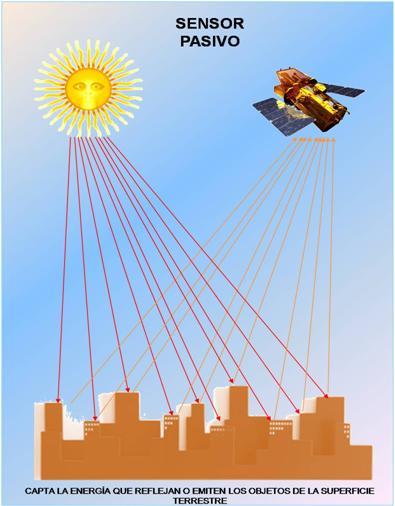 SENSOR
PASIVO
CAPTA LA ENERGÍA QUE REFLEJAN O EMITEN LOS OBJETOS DE LA SUPERFICIE
TERRESTRE